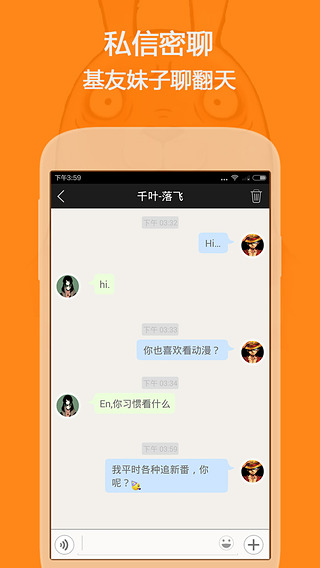 私信密聊
基友妹子聊翻天
下午3:59
千叶-落飞
下午 03:32
Hi...
hi.
下午 03:33
你也喜欢看动漫？
下午 03:34
En,你习惯看什么
下午 03:59
我平时各种追新番，你
呢？